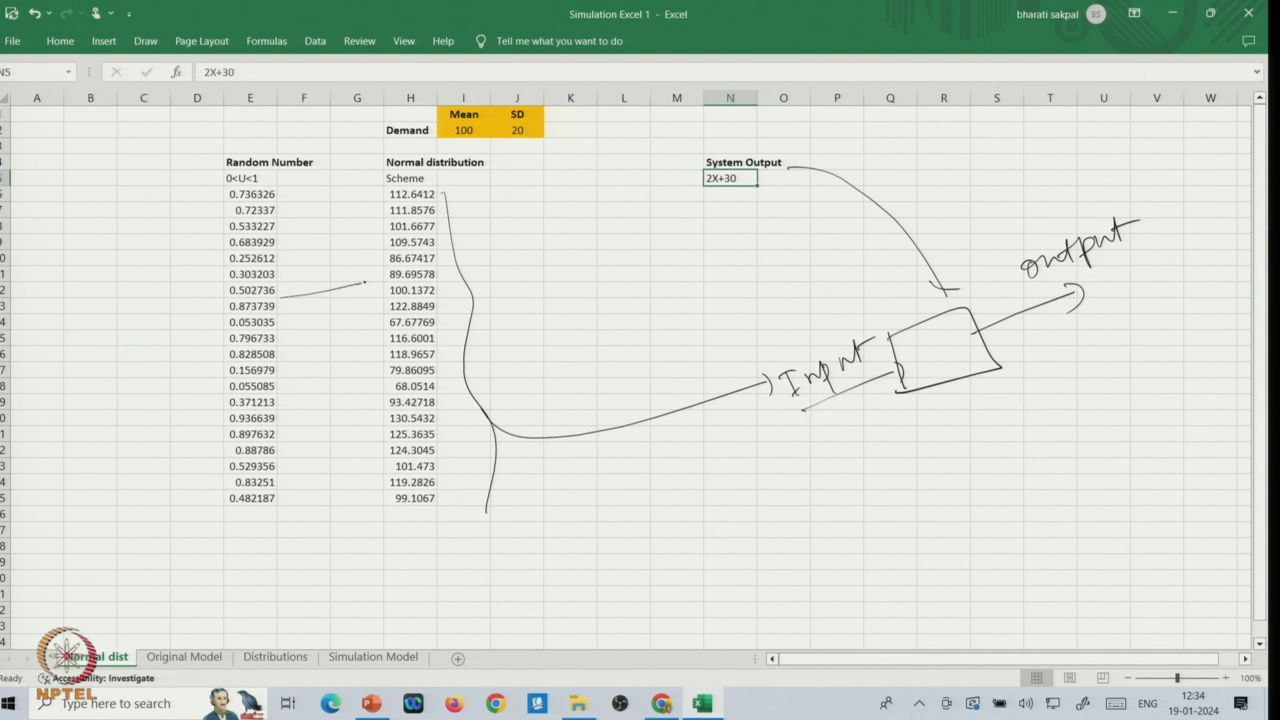 Simulation Excel 1 - Excel
bharati sakpal BS
File Home Insert Draw Page Layout Formulas Data Review View Help Tell me what you want to do
N5 fx 2X+30
A B C D E F G H I J K L M N O P Q R S T U V W
Mean SD
Demand 100 20
Random Number Normal distribution System Output
0<U<1 Scheme 2X+30
0.736326 112.6412
0.72337 111.8576
0.533227 101.6677
0.683929 109.5743
0.252612 86.67417
0.303203 89.69578
0.502736 100.1372
0.873739 122.8849
0.053035 67.67769
0.796733 116.6001
0.828508 118.9657
0.156979 79.86095
0.055085 68.0514
0.371213 93.42718
0.936639 130.5432
0.897632 125.3635
0.88786 124.3045
0.529356 101.473
0.83251 119.2826
0.482187 99.1067
output
Input
Normal dist Original Model Distributions Simulation Model
Ready Accessibility: Investigate 100%
NPTEL
Type here to search
ENG
12:34
19-01-2024